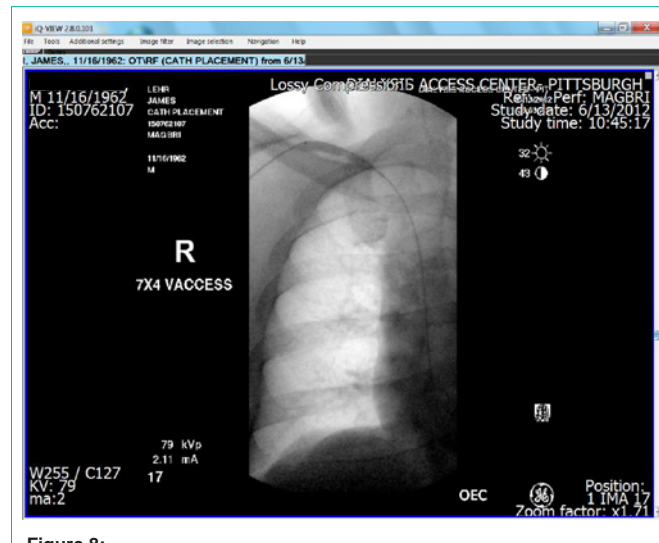 iQ-VIEW 2.8.0.101
File Tools Additional settings Image filter Image selection Navigation Help
, JAMES,, 11/16/1962: OT\RF (CATH PLACEMENT) from 6/13
M 11/16/1962
ID: 150762107
Acc:
LEHR
JAMES
CATH PLACEMENT
150762107
MAGBRI
11/16/1962
M
Lossy ACCESS CENTER- PITTSBURGH
Perf: MAGBRI
Study date: 6/13/2012
Study time: 10:45:17
32
43
R
7X4 VACCESS
79 kVp
2.11 mA
17
W255 / C127
KV: 79
ma:2
OEC
GE
Position:
1 IMA 17
Zoom factor: x1.71
Figure 8: